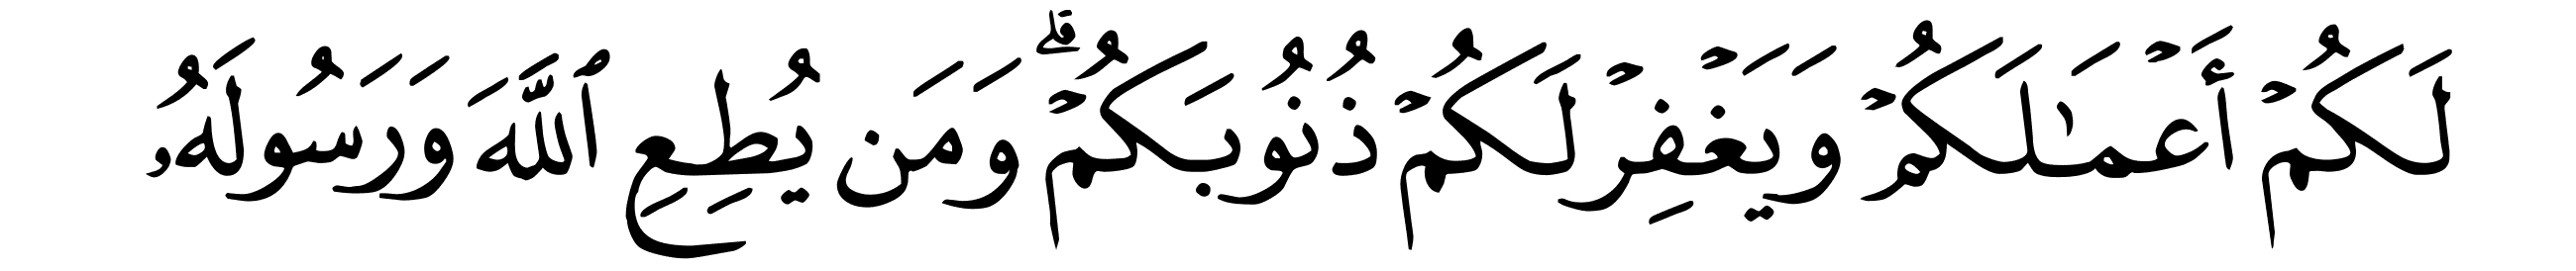 لَكُمْ أَعْمَـٰلَكُمْ وَيَغْفِرْ لَكُمْ ذُنُوبَكُمْ ۗ وَمَن يُطِعِ ٱللَّهَ وَرَسُولَهُۥ